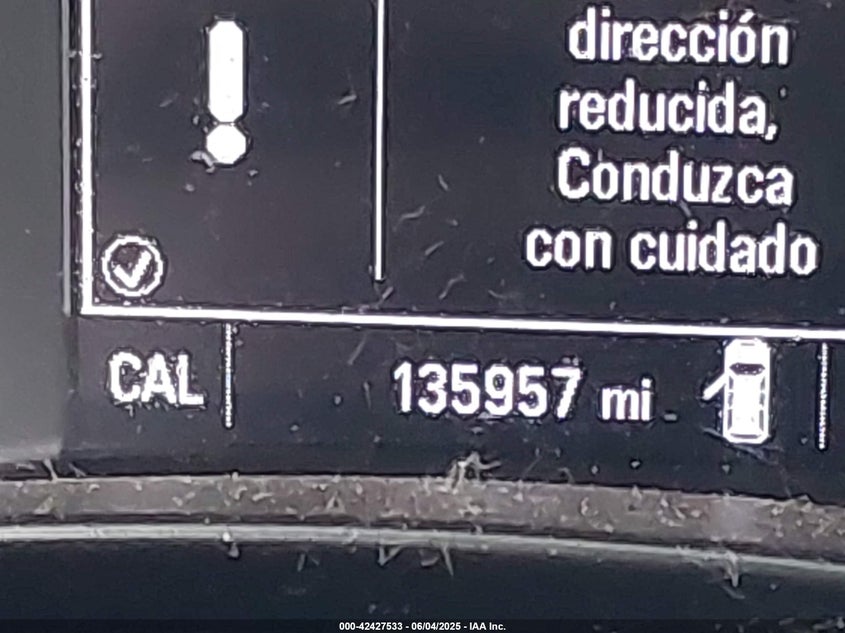 dirección
reducida,
Conduzca
con cuidado
CAL
135957 mi
000-42427533 - 06/04/2025 - IAA Inc.